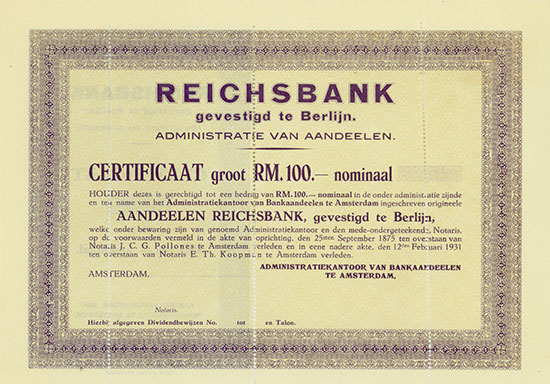 REICHSBANK
gevestigd te Berlijn.
ADMINISTRATIE VAN AANDEELEN.
CERTIFICAAT groot RM. 100.— nominaal
HOUDER dezes is gerechtigd tot een bedrag van RM. 100.— nominaal in de onder administratie zijnde
en ten name van het Administratiekantoor van Bankaandeelen te Amsterdam ingeschreven origineele
AANDEELEN REICHSBANK, gevestigd te Berlijn,
welke onder bewaring zijn van genoemd Administratiekantoor en den mede-ondergeteekende, Notaris,
op de voorwaarden vermeld in de akte van oprichting, den 25sten September 1875 ten overstaan van
Notaris J. C. G. Pollones te Amsterdam verleden en in eene nadere akte, den 12den Februari 1931
ten overstaan van Notaris E. Th. Koopman te Amsterdam verleden.
AMSTERDAM,
ADMINISTRATIEKANTOOR VAN BANKAAEDELEN
TE AMSTERDAM,
Notaris.
Hierbij afgegeven Dividendbewijzen No. tot en Talon.